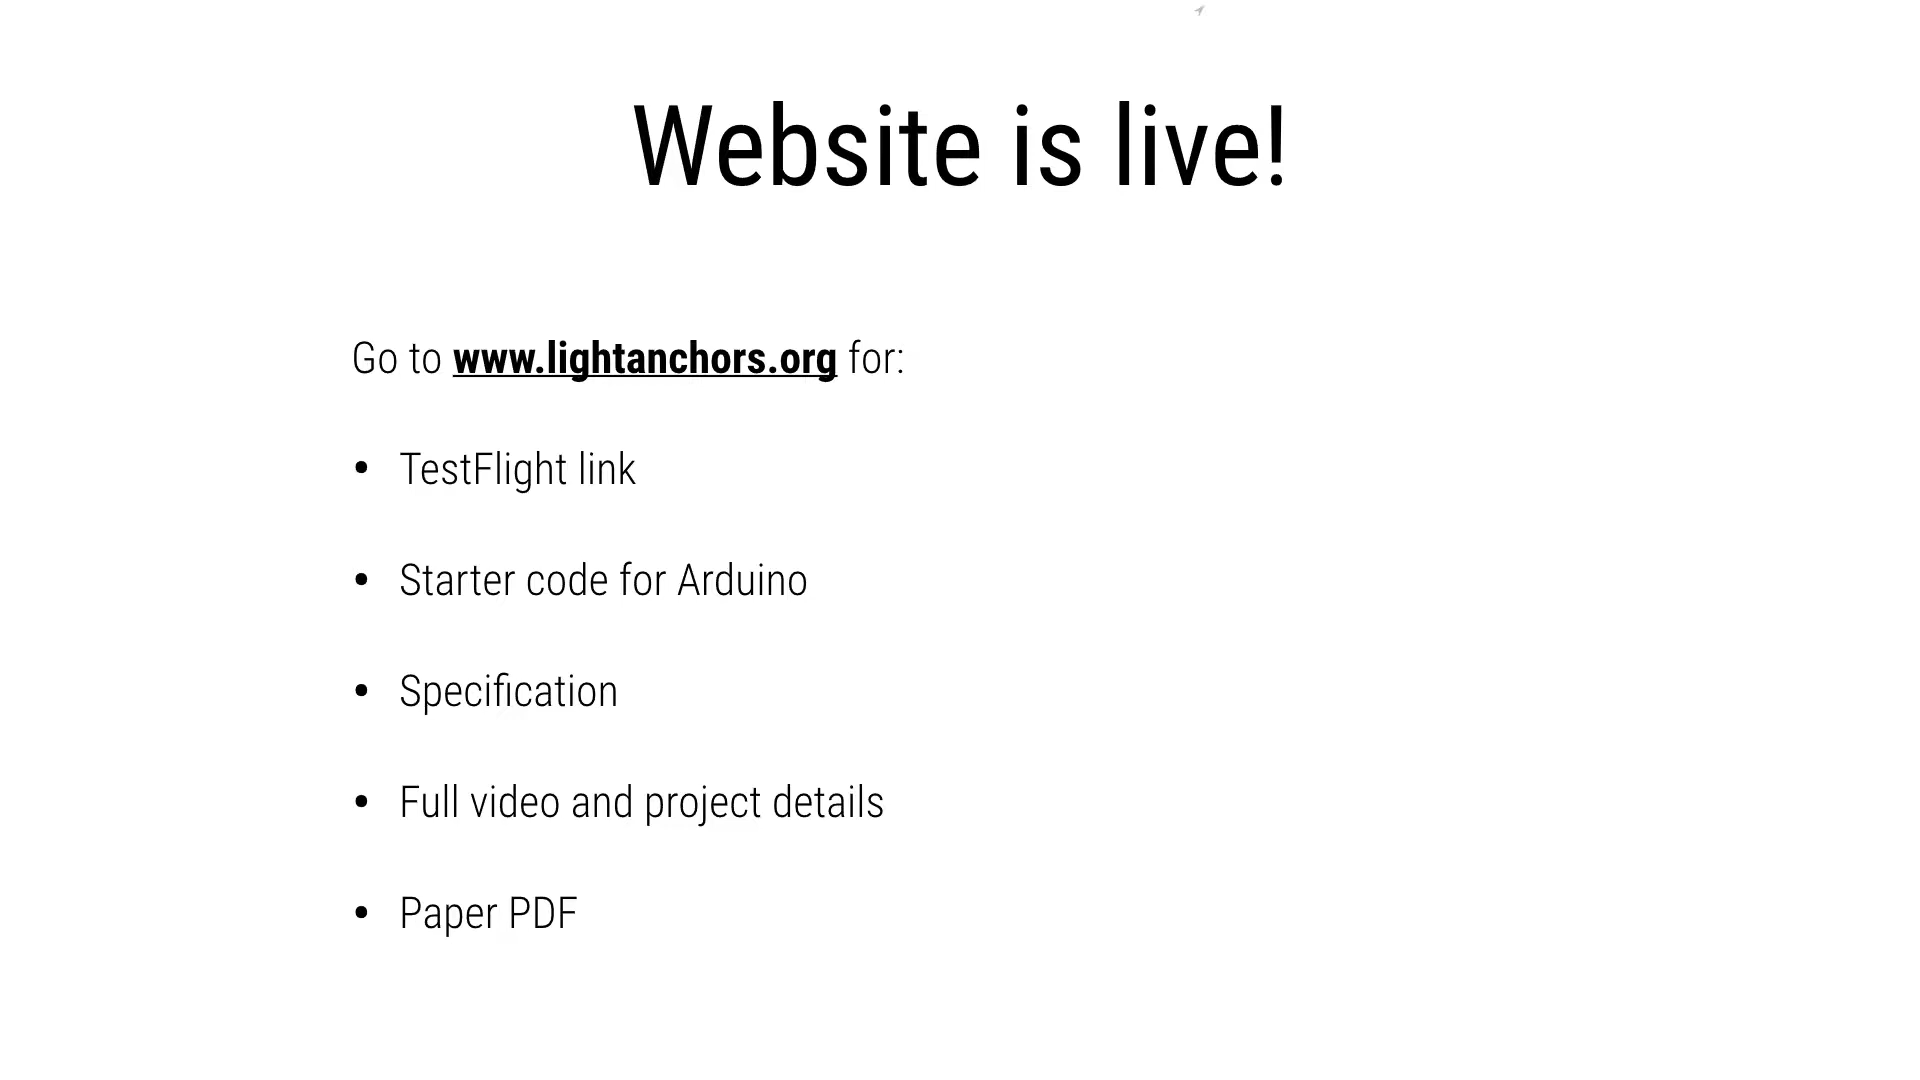 Website is live!
Go to www.lightanchors.org for:
• TestFlight link
• Starter code for Arduino
• Specification
• Full video and project details
• Paper PDF